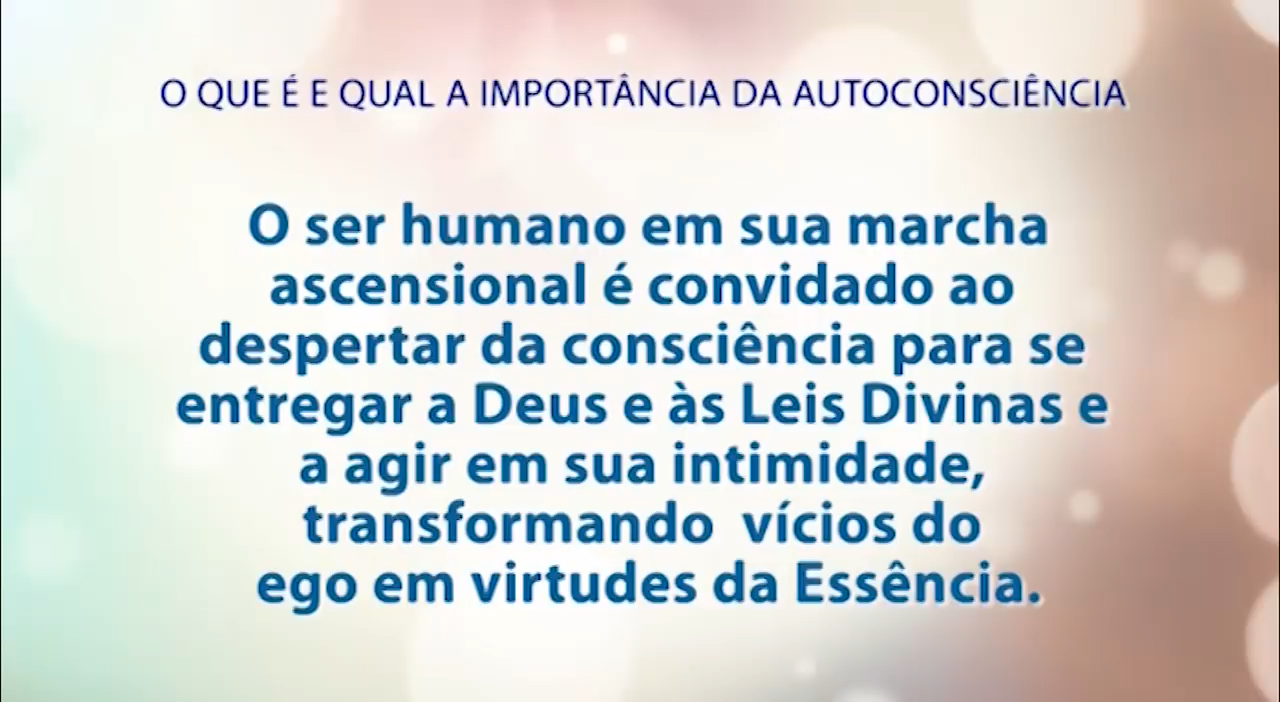 O QUE É E QUAL A IMPORTÂNCIA DA AUTOCONSCIÊNCIA
O ser humano em sua marcha
ascensional é convidado ao
despertar da consciência para se
entregar a Deus e às Leis Divinas e
a agir em sua intimidade,
transformando  vícios do
ego em virtudes da Essência.